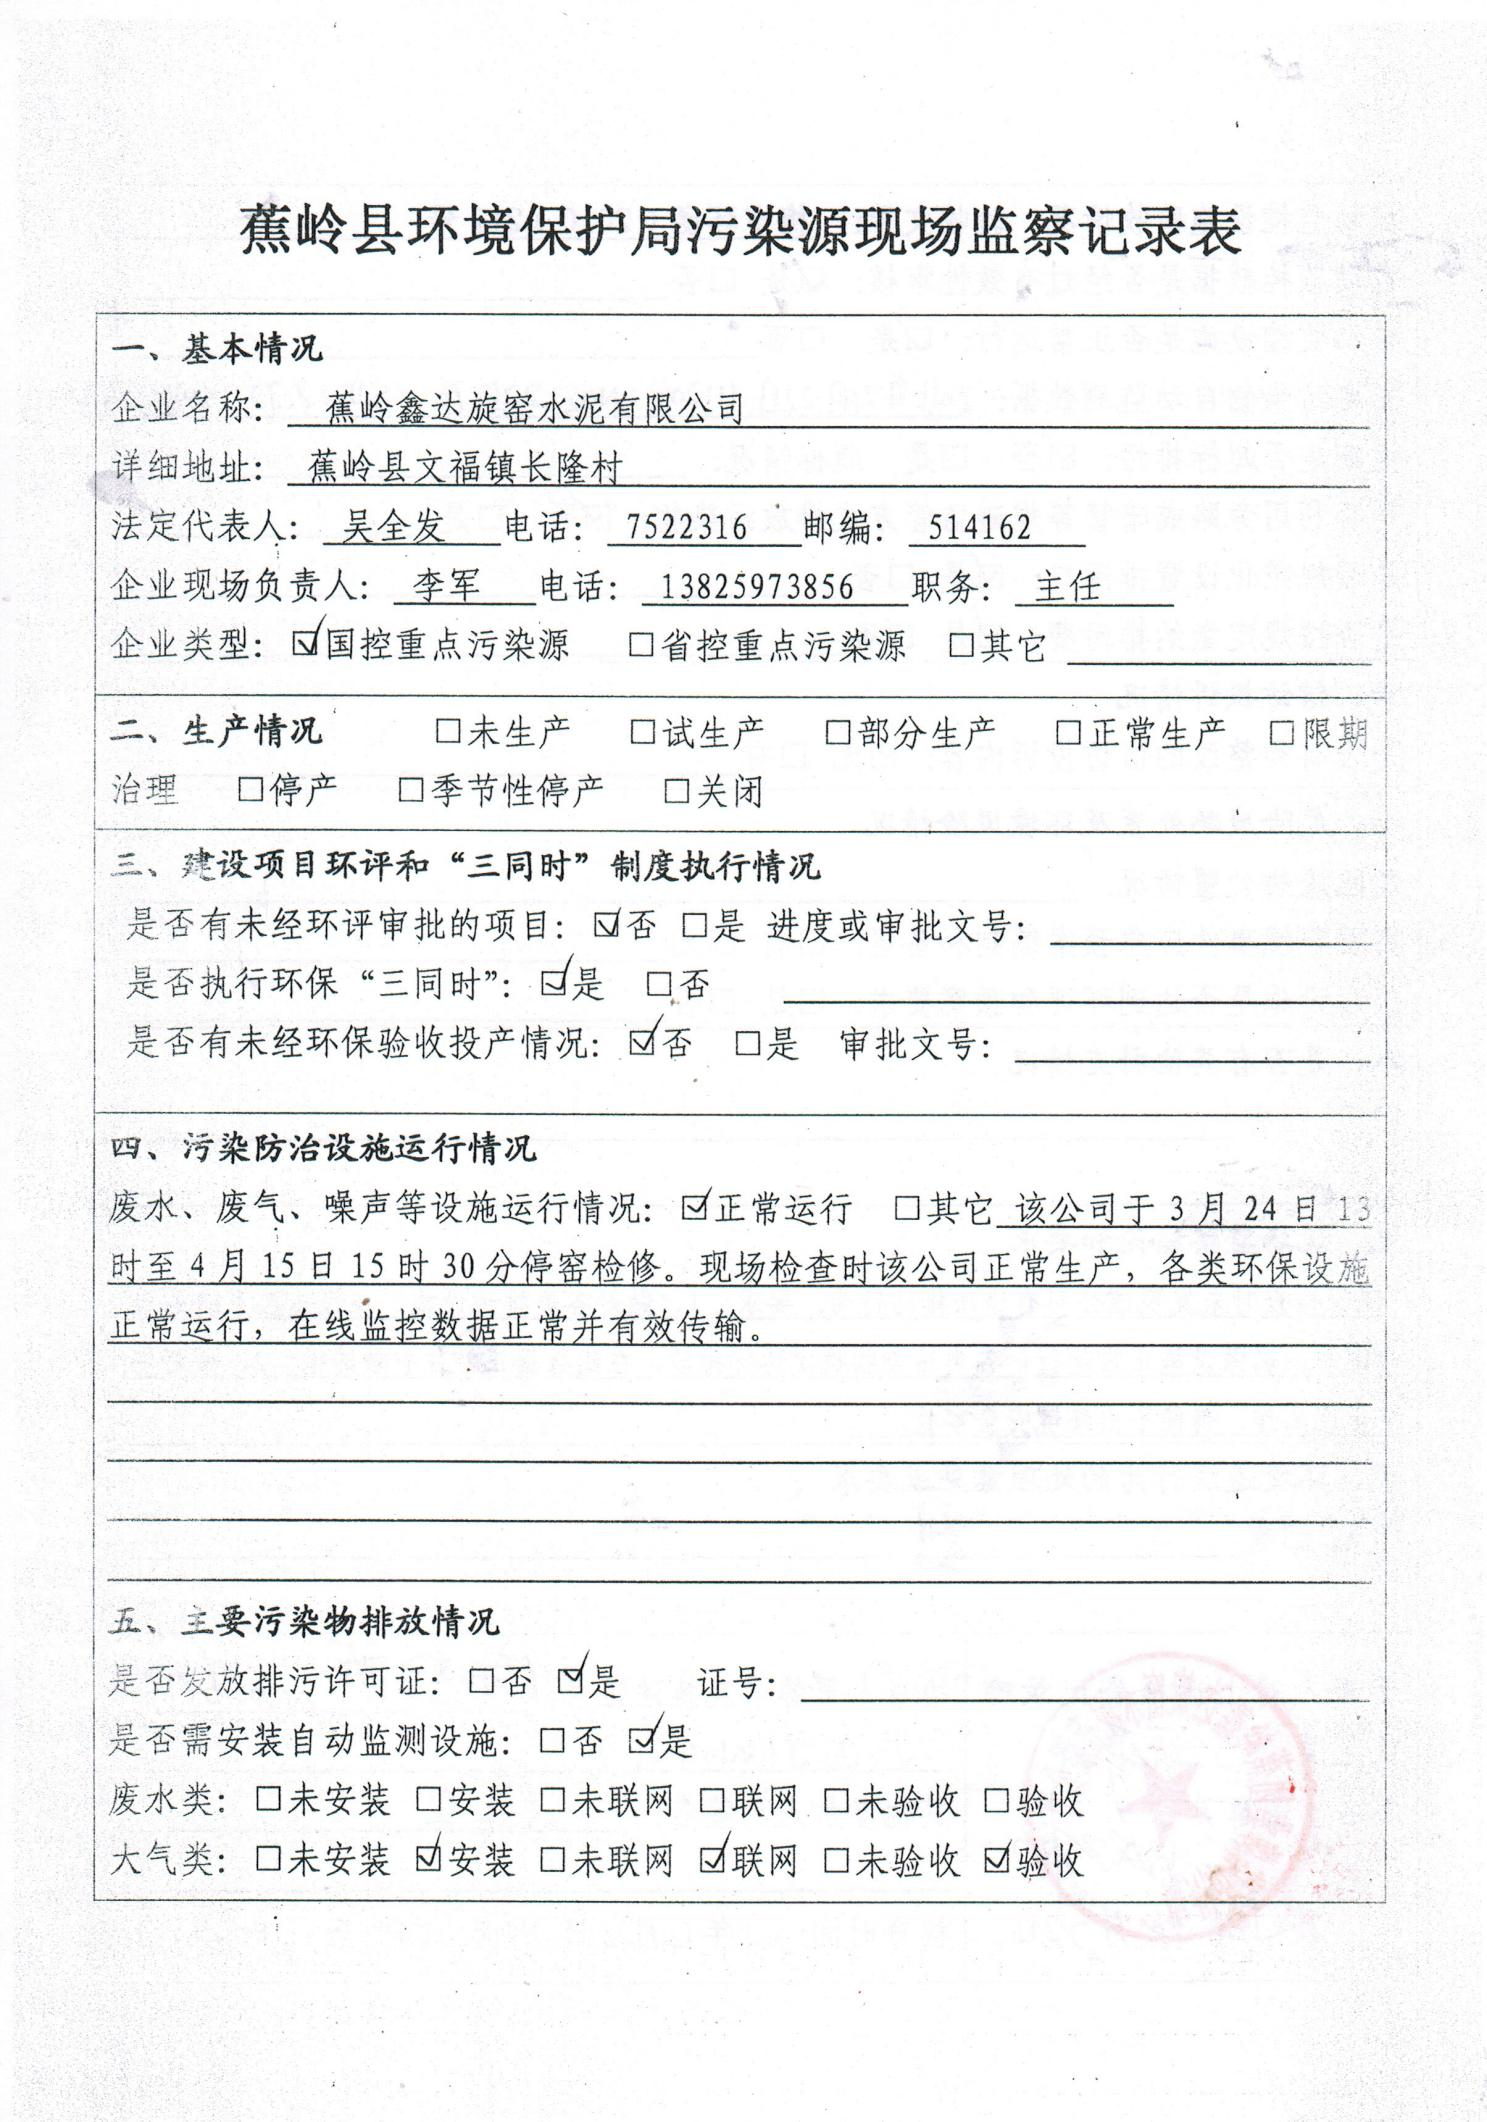 蕉岭县环境保护局污染源现场监察记录表
一、基本情况
企业名称： 蕉岭鑫达旋窑水泥有限公司
详细地址： 蕉岭县文福镇长隆村
法定代表人： 吴全发 电话： 7522316 邮编： 514162
企业现场负责人： 李军 电话： 13825973856 职务： 主任
企业类型：☑国控重点污染源 □省控重点污染源 □其它
二、生产情况 □未生产 □试生产 □部分生产 □正常生产 □限期
治理 □停产 □季节性停产 □关闭
三、建设项目环评和“三同时”制度执行情况
是否有未经环评审批的项目：☑否 □是 进度或审批文号：
是否执行环保“三同时”：☑是 □否
是否有未经环保验收投产情况：☑否 □是 审批文号：
四、污染防治设施运行情况
废水、废气、噪声等设施运行情况：☑正常运行 □其它 该公司于 3 月 24 日 13
时至 4 月 15 日 15 时 30 分停窑检修。现场检查时该公司正常生产，各类环保设施
正常运行，在线监控数据正常并有效传输。
五、主要污染物排放情况
是否发放排污许可证：□否 ☑是 证号：
是否需安装自动监测设施：□否 ☑是
废水类：□未安装 □安装 □未联网 □联网 □未验收 □验收
大气类：□未安装 ☑安装 □未联网 ☑联网 □未验收 ☑验收